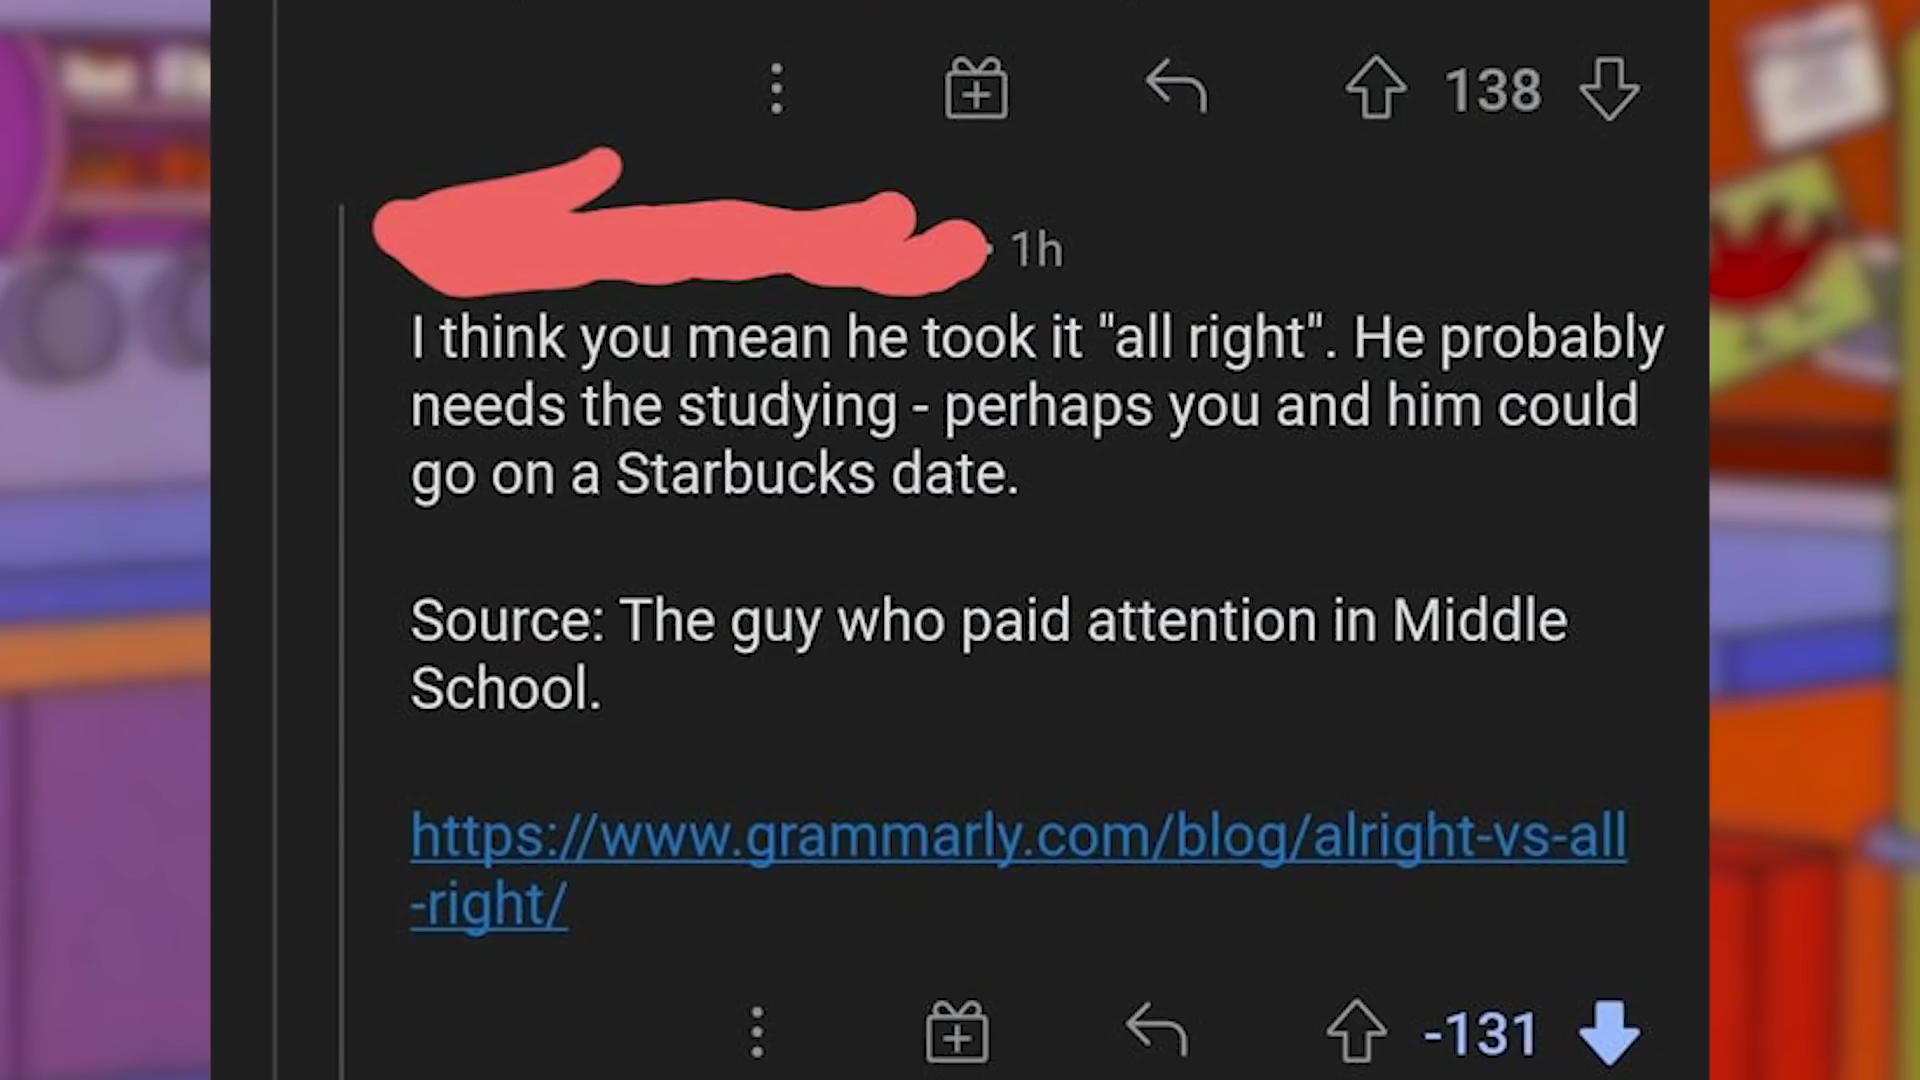 138
1h
I think you mean he took it "all right". He probably
needs the studying - perhaps you and him could
go on a Starbucks date.
Source: The guy who paid attention in Middle
School.
https://www.grammarly.com/blog/alright-vs-all
-right/
-131